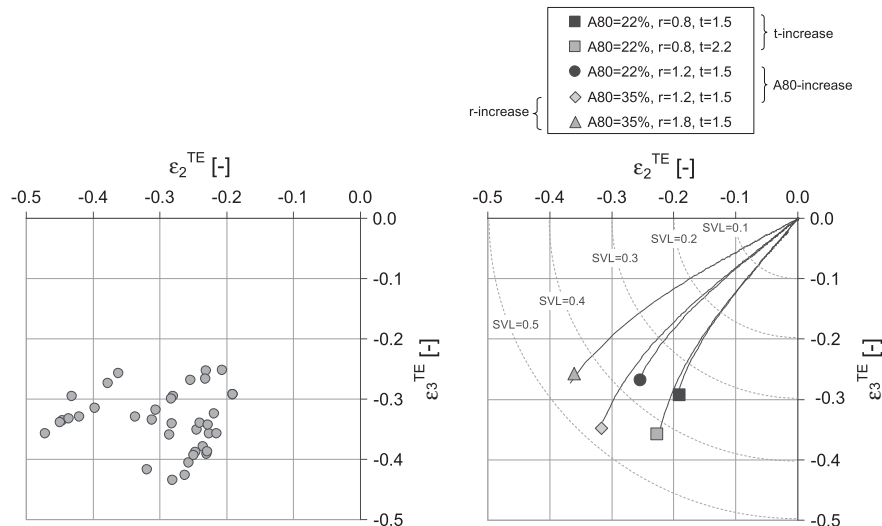 A80=22%, r=0.8, t=1.5
A80=22%, r=0.8, t=2.2
t-increase
A80=22%, r=1.2, t=1.5
A80=35%, r=1.2, t=1.5
A80-increase
r-increase
A80=35%, r=1.8, t=1.5
ε₂ᵀᴱ [-]
-0.5 -0.4 -0.3 -0.2 -0.1 0.0
0.0
-0.1
-0.2
-0.3
-0.4
-0.5
ε₃ᵀᴱ [-]
ε₂ᵀᴱ [-]
-0.5 -0.4 -0.3 -0.2 -0.1 0.0
0.0
-0.1
-0.2
-0.3
-0.4
-0.5
ε₃ᵀᴱ [-]
SVL=0.1
SVL=0.2
SVL=0.3
SVL=0.4
SVL=0.5